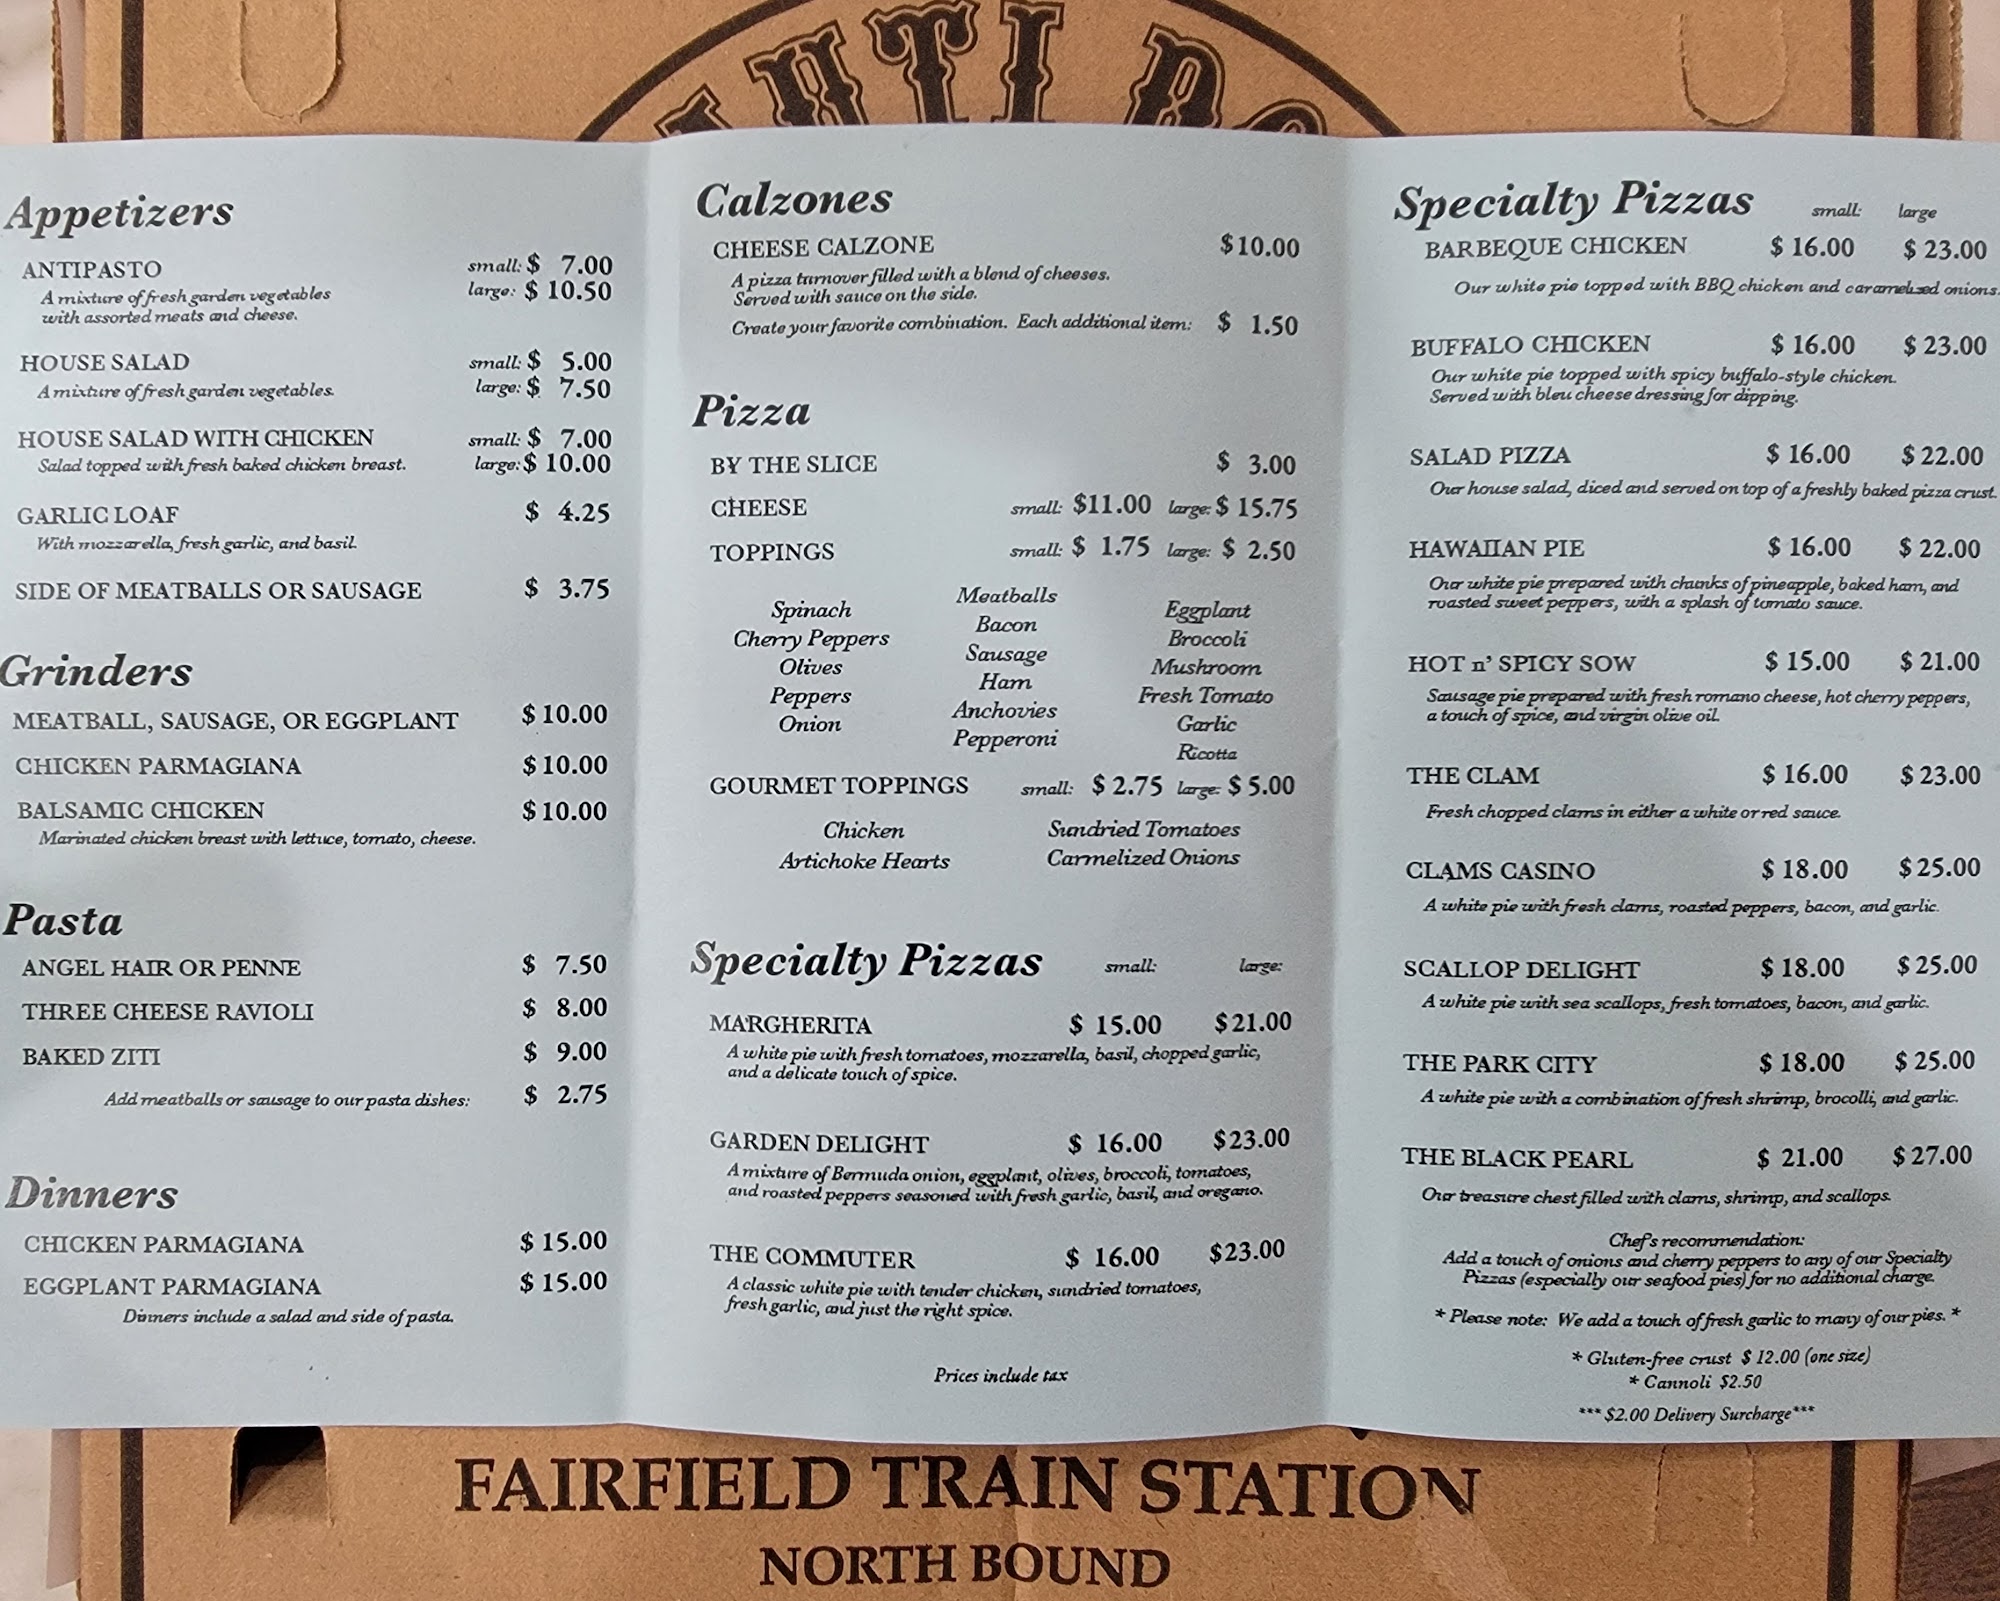 Appetizers
ANTIPASTO small: $ 7.00
A mixture of fresh garden vegetables large: $ 10.50
with assorted meats and cheese.
HOUSE SALAD small: $ 5.00
A mixture of fresh garden vegetables. large: $ 7.50
HOUSE SALAD WITH CHICKEN small: $ 7.00
Salad topped with fresh baked chicken breast. large: $ 10.00
GARLIC LOAF $ 4.25
With mozzarella, fresh garlic, and basil.
SIDE OF MEATBALLS OR SAUSAGE $ 3.75
Grinders
MEATBALL, SAUSAGE, OR EGGPLANT $10.00
CHICKEN PARMAGIANA $10.00
BALSAMIC CHICKEN $10.00
Marinated chicken breast with lettuce, tomato, cheese.
Pasta
ANGEL HAIR OR PENNE $ 7.50
THREE CHEESE RAVIOLI $ 8.00
BAKED ZITI $ 9.00
Add meatballs or sausage to our pasta dishes: $ 2.75
Dinners
CHICKEN PARMAGIANA $ 15.00
EGGPLANT PARMAGIANA $ 15.00
Dinners include a salad and side of pasta.
Calzones
CHEESE CALZONE $10.00
A pizza turnover filled with a blend of cheeses.
Served with sauce on the side.
Create your favorite combination. Each additional item: $ 1.50
Pizza
BY THE SLICE $ 3.00
CHEESE small: $11.00 large: $ 15.75
TOPPINGS small: $ 1.75 large: $ 2.50
Spinach Meatballs Eggplant
Cherry Peppers Bacon Broccoli
Olives Sausage Mushroom
Peppers Ham Fresh Tomato
Onion Anchovies Garlic
Pepperoni Ricotta
GOURMET TOPPINGS small: $ 2.75 large: $ 5.00
Chicken Sundried Tomatoes
Artichoke Hearts Carmelized Onions
Specialty Pizzas small: large:
MARGHERITA $ 15.00 $21.00
A white pie with fresh tomatoes, mozzarella, basil, chopped garlic,
and a delicate touch of spice.
GARDEN DELIGHT $ 16.00 $23.00
A mixture of Bermuda onion, eggplant, olives, broccoli, tomatoes,
and roasted peppers seasoned with fresh garlic, basil, and oregano.
THE COMMUTER $ 16.00 $23.00
A classic white pie with tender chicken, sundried tomatoes,
fresh garlic, and just the right spice.
Prices include tax
Specialty Pizzas small: large
BARBEQUE CHICKEN $ 16.00 $ 23.00
Our white pie topped with BBQ chicken and caramelized onions.
BUFFALO CHICKEN $ 16.00 $ 23.00
Our white pie topped with spicy buffalo-style chicken.
Served with bleu cheese dressing for dipping.
SALAD PIZZA $ 16.00 $ 22.00
Our house salad, diced and served on top of a freshly baked pizza crust.
HAWAIIAN PIE $ 16.00 $ 22.00
Our white pie prepared with chunks of pineapple, baked ham, and
roasted sweet peppers, with a splash of tomato sauce.
HOT n' SPICY SOW $ 15.00 $ 21.00
Sausage pie prepared with fresh romano cheese, hot cherry peppers,
a touch of spice, and virgin olive oil.
THE CLAM $ 16.00 $ 23.00
Fresh chopped clams in either a white or red sauce.
CLAMS CASINO $ 18.00 $ 25.00
A white pie with fresh clams, roasted peppers, bacon, and garlic.
SCALLOP DELIGHT $ 18.00 $ 25.00
A white pie with sea scallops, fresh tomatoes, bacon, and garlic.
THE PARK CITY $ 18.00 $ 25.00
A white pie with a combination of fresh shrimp, brocolli, and garlic.
THE BLACK PEARL $ 21.00 $ 27.00
Our treasure chest filled with clams, shrimp, and scallops.
Chef's recommendation:
Add a touch of onions and cherry peppers to any of our Specialty
Pizzas (especially our seafood pies) for no additional charge.
* Please note: We add a touch of fresh garlic to many of our pies. *
* Gluten-free crust $ 12.00 (one size)
* Cannoli $2.50
*** $2.00 Delivery Surcharge***
FAIRFIELD TRAIN STATION
NORTH BOUND